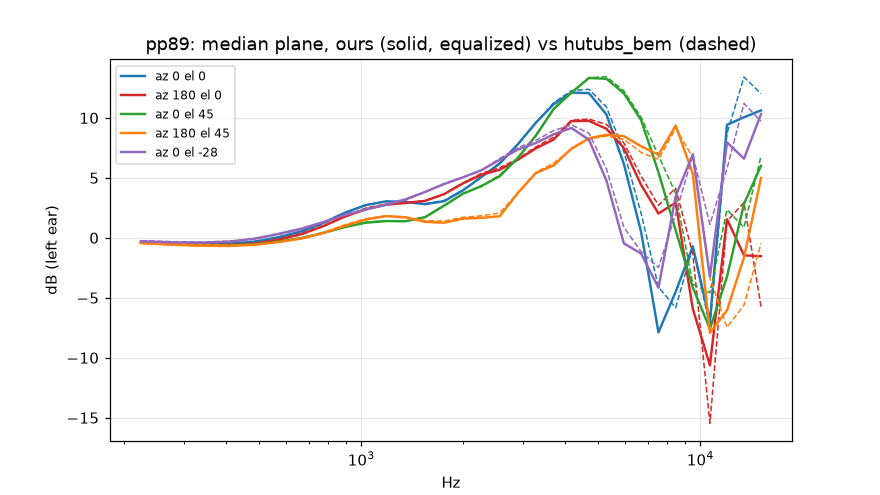 pp89: median plane, ours (solid, equalized) vs hutubs_bem (dashed)
az 0 el 0
az 180 el 0
az 0 el 45
az 180 el 45
az 0 el -28
dB (left ear)
10
5
0
−5
−10
−15
10³
10⁴
Hz